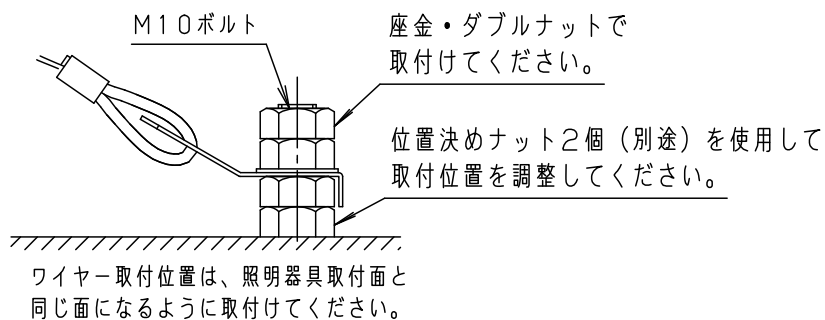 M10ボルト
座金・ダブルナットで
取付けてください。
位置決めナット2個（別途）を使用して
取付位置を調整してください。
ワイヤー取付位置は、照明器具取付面と
同じ面になるように取付けてください。